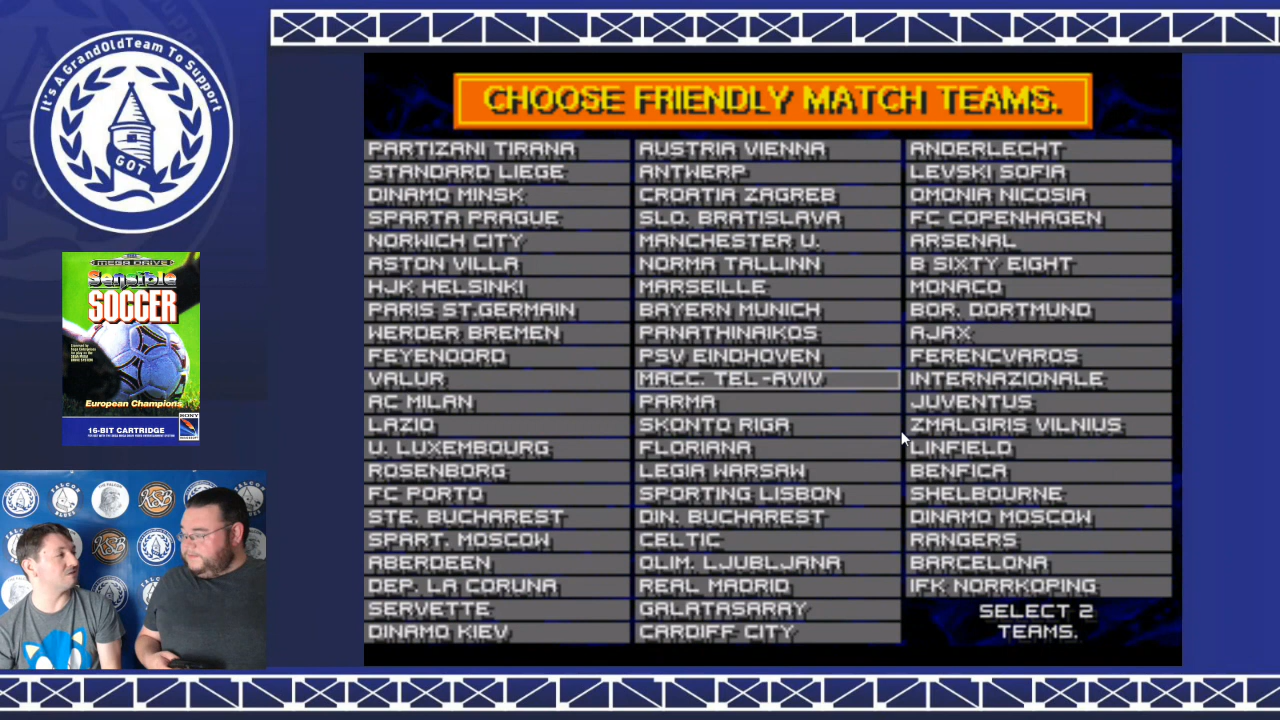 It's A GrandOldTeam To Support
GOT
MEGA DRIVE
Sensible
SOCCER
European Champions
16-BIT CARTRIDGE
SONY
CHOOSE FRIENDLY MATCH TEAMS.
PARTIZANI TIRANA
STANDARD LIEGE
DINAMO MINSK
SPARTA PRAGUE
NORWICH CITY
ASTON VILLA
HJK HELSINKI
PARIS ST.GERMAIN
WERDER BREMEN
FEYENOORD
VALUR
AC MILAN
LAZIO
U. LUXEMBOURG
ROSENBORG
FC PORTO
STE. BUCHAREST
SPART. MOSCOW
ABERDEEN
DEP. LA CORUNA
SERVETTE
DINAMO KIEV
AUSTRIA VIENNA
ANTWERP
CROATIA ZAGREB
SLO. BRATISLAVA
MANCHESTER U.
NORMA TALLINN
MARSEILLE
BAYERN MUNICH
PANATHINAIKOS
PSV EINDHOVEN
MACC. TEL-AVIV
PARMA
SKONTO RIGA
FLORIANA
LEGIA WARSAW
SPORTING LISBON
DIN. BUCHAREST
CELTIC
OLIM. LJUBLJANA
REAL MADRID
GALATASARAY
CARDIFF CITY
ANDERLECHT
LEVSKI SOFIA
OMONIA NICOSIA
FC COPENHAGEN
ARSENAL
B SIXTY EIGHT
MONACO
BOR. DORTMUND
AJAX
FERENCVAROS
INTERNAZIONALE
JUVENTUS
ZMALGIRIS VILNIUS
LINFIELD
BENFICA
SHELBOURNE
DINAMO MOSCOW
RANGERS
BARCELONA
IFK NORRKOPING
SELECT 2
TEAMS.
KSB
KSB